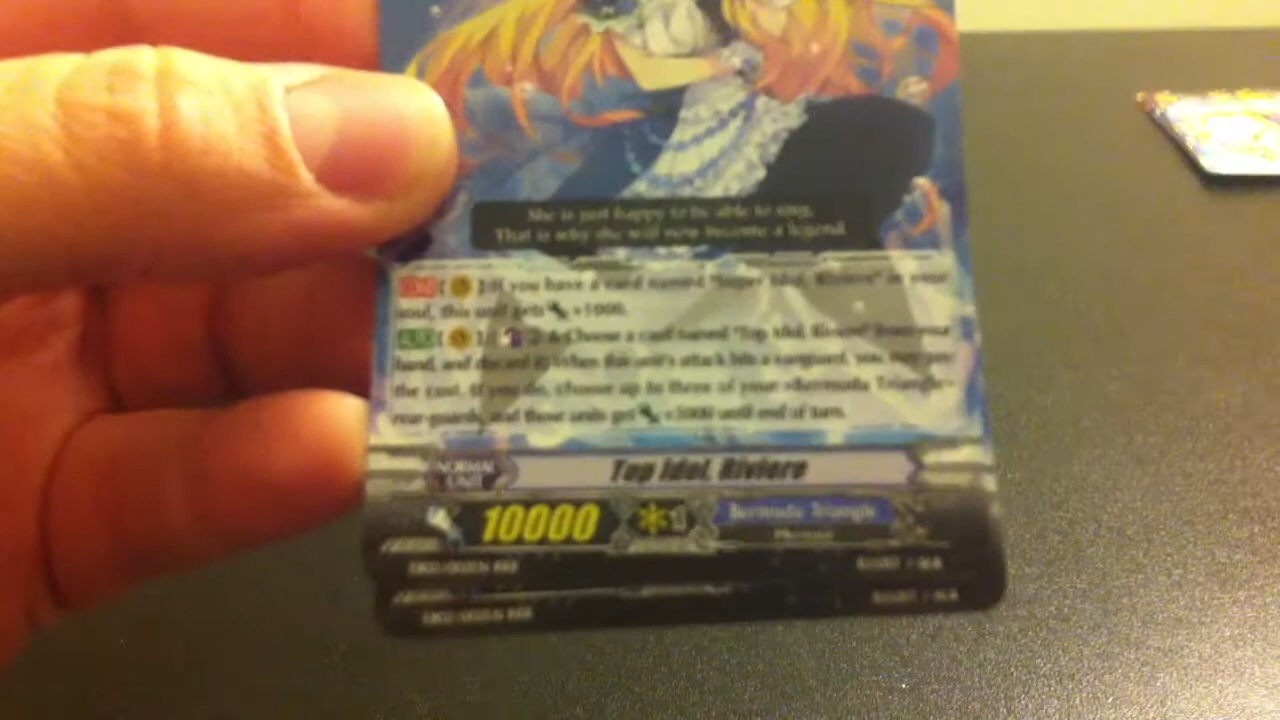 She is just happy to be able to sing.
That is why she will now become a legend.
CONT [ V ]:If you have a card named "Super Idol, Riviere" in your
soul, this unit gets +1000.
AUTO [ V ]: Choose a card named "Top Idol, Riviere" from your
hand, and discard it] When this unit's attack hits a vanguard, you may pay
the cost. If you do, choose up to three of your «Bermuda Triangle»
rear-guards, and those units get +5000 until end of turn.
NORMAL
UNIT
Top Idol, Riviere
10000
Bermuda Triangle
Mermaid